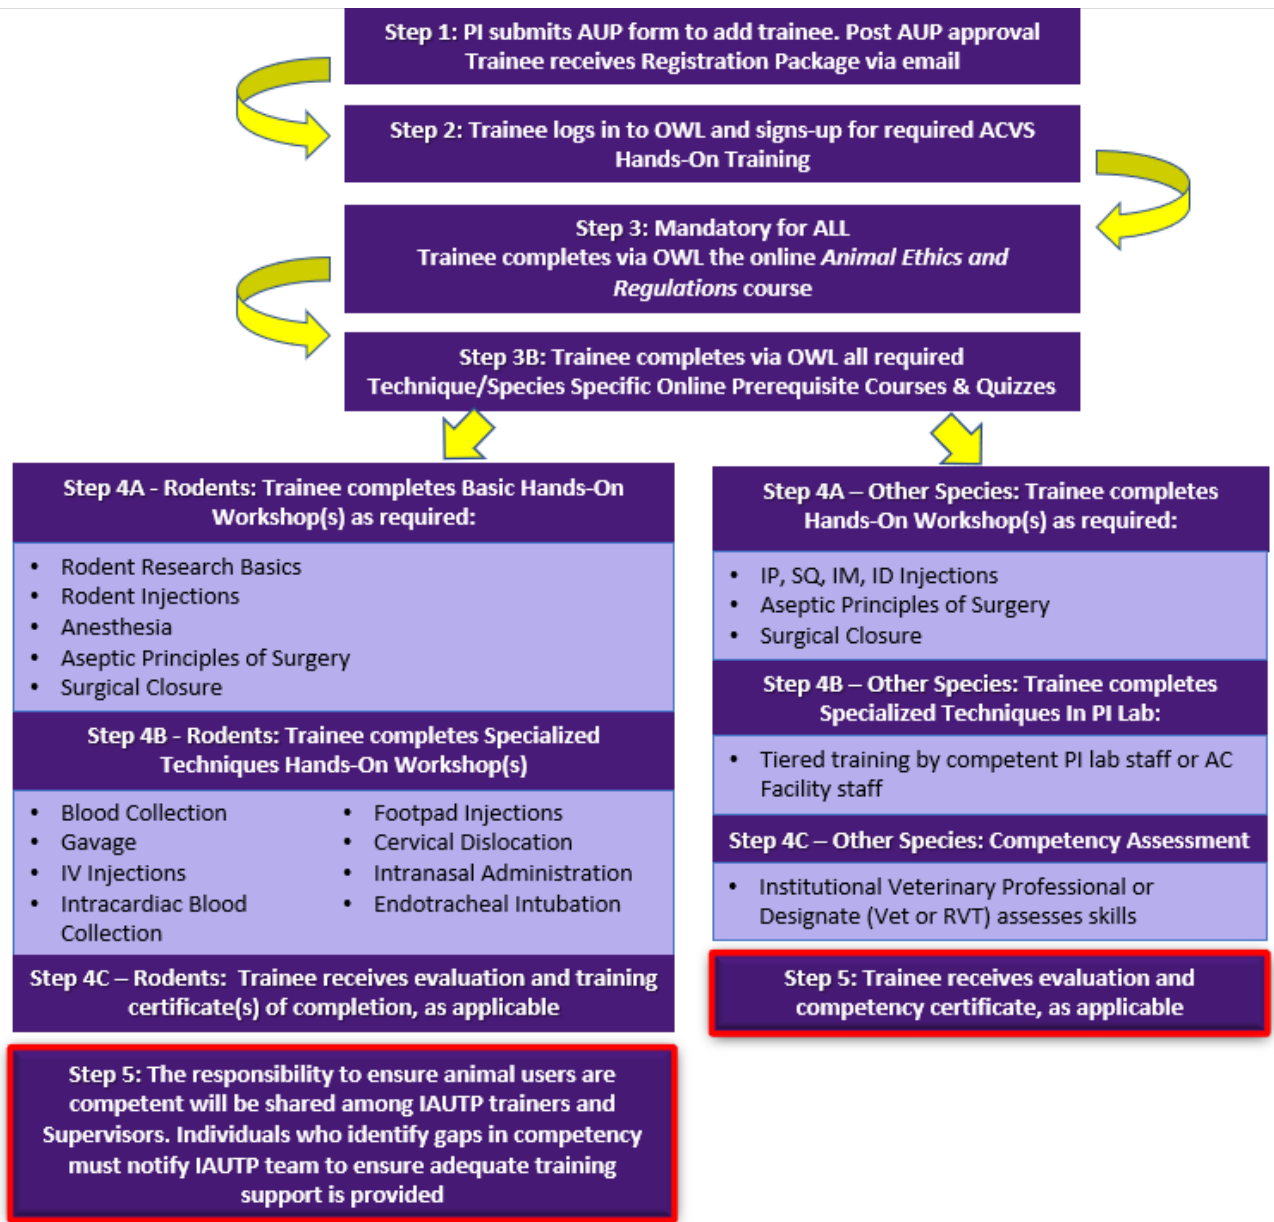 Step 1: PI submits AUP form to add trainee. Post AUP approval
Trainee receives Registration Package via email
Step 2: Trainee logs in to OWL and signs-up for required ACVS
Hands-On Training
Step 3: Mandatory for ALL
Trainee completes via OWL the online Animal Ethics and
Regulations course
Step 3B: Trainee completes via OWL all required
Technique/Species Specific Online Prerequisite Courses & Quizzes
Step 4A - Rodents: Trainee completes Basic Hands-On
Workshop(s) as required:
• Rodent Research Basics
• Rodent Injections
• Anesthesia
• Aseptic Principles of Surgery
• Surgical Closure
Step 4B - Rodents: Trainee completes Specialized
Techniques Hands-On Workshop(s)
• Blood Collection
• Gavage
• IV Injections
• Intracardiac Blood
Collection
• Footpad Injections
• Cervical Dislocation
• Intranasal Administration
• Endotracheal Intubation
Step 4C – Rodents: Trainee receives evaluation and training
certificate(s) of completion, as applicable
Step 5: The responsibility to ensure animal users are
competent will be shared among IAUTP trainers and
Supervisors. Individuals who identify gaps in competency
must notify IAUTP team to ensure adequate training
support is provided
Step 4A – Other Species: Trainee completes
Hands-On Workshop(s) as required:
• IP, SQ, IM, ID Injections
• Aseptic Principles of Surgery
• Surgical Closure
Step 4B – Other Species: Trainee completes
Specialized Techniques In PI Lab:
• Tiered training by competent PI lab staff or AC
Facility staff
Step 4C – Other Species: Competency Assessment
• Institutional Veterinary Professional or
Designate (Vet or RVT) assesses skills
Step 5: Trainee receives evaluation and
competency certificate, as applicable